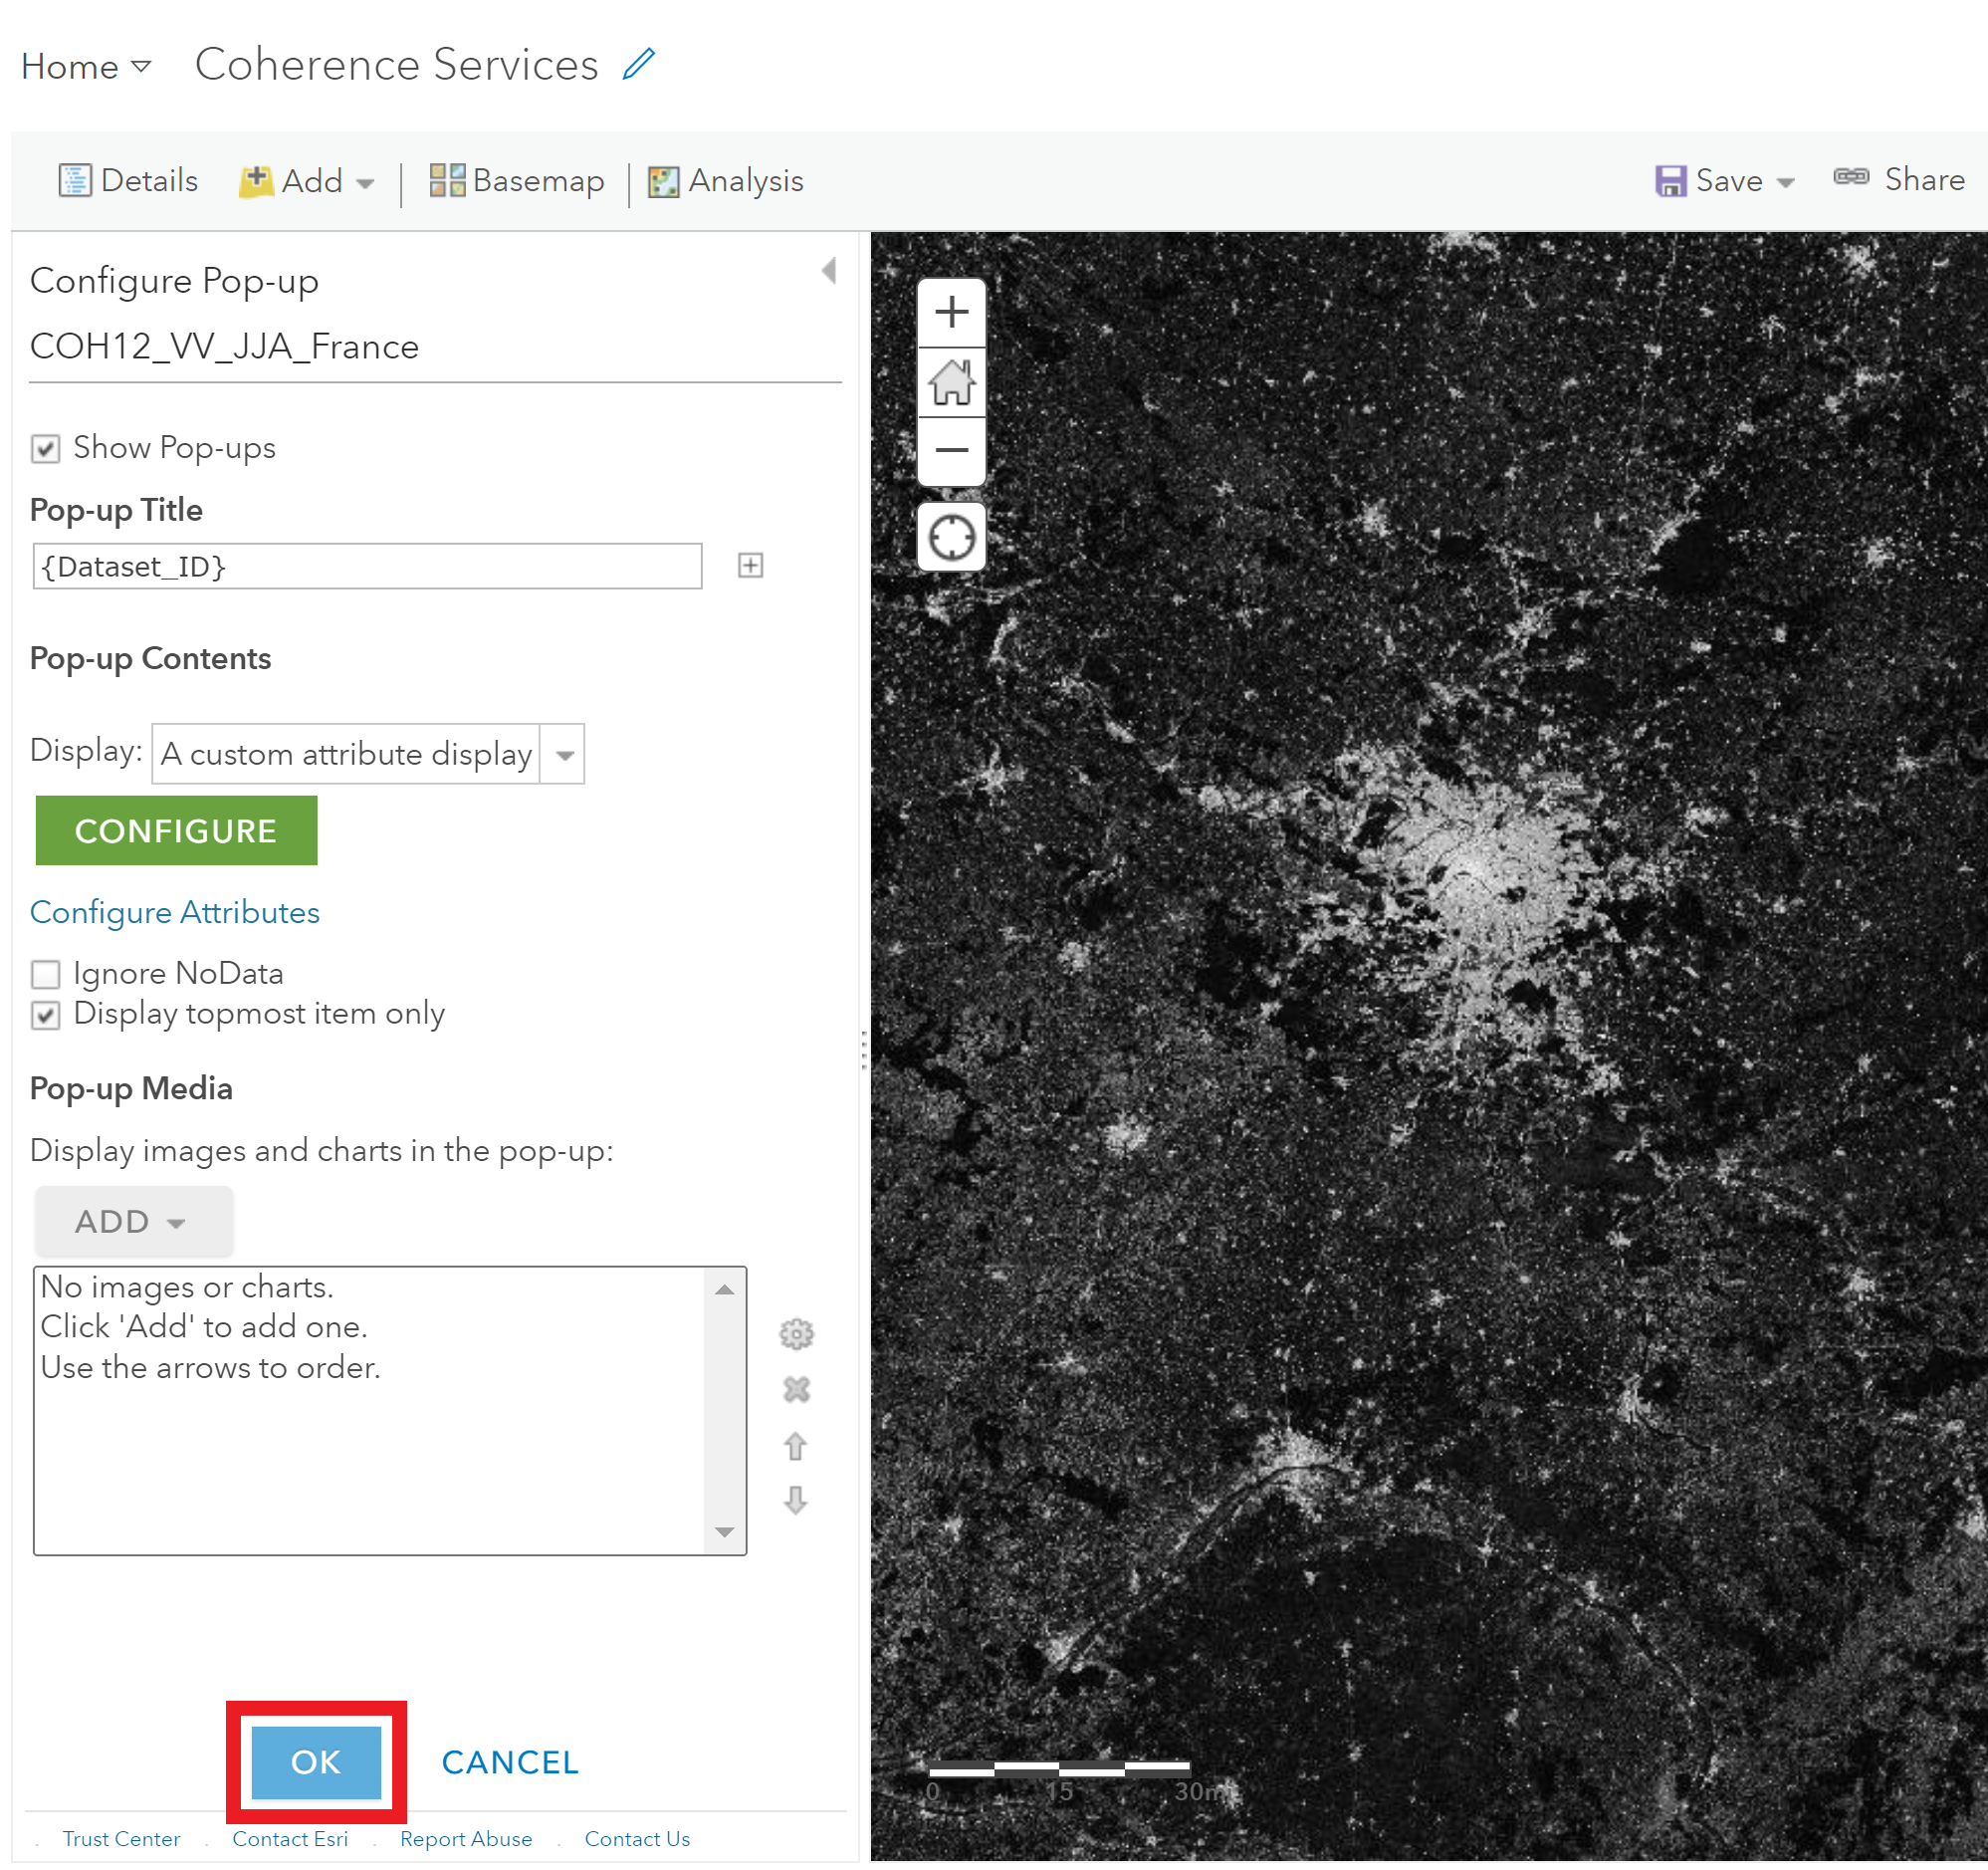 Home Coherence Services
Details Add Basemap Analysis Save Share
Configure Pop-up
COH12_VV_JJA_France
Show Pop-ups
Pop-up Title
{Dataset_ID}
Pop-up Contents
Display: A custom attribute display
CONFIGURE
Configure Attributes
Ignore NoData
Display topmost item only
Pop-up Media
Display images and charts in the pop-up:
ADD
No images or charts.
Click 'Add' to add one.
Use the arrows to order.
OK CANCEL
0 15 30mi
Trust Center . Contact Esri . Report Abuse . Contact Us